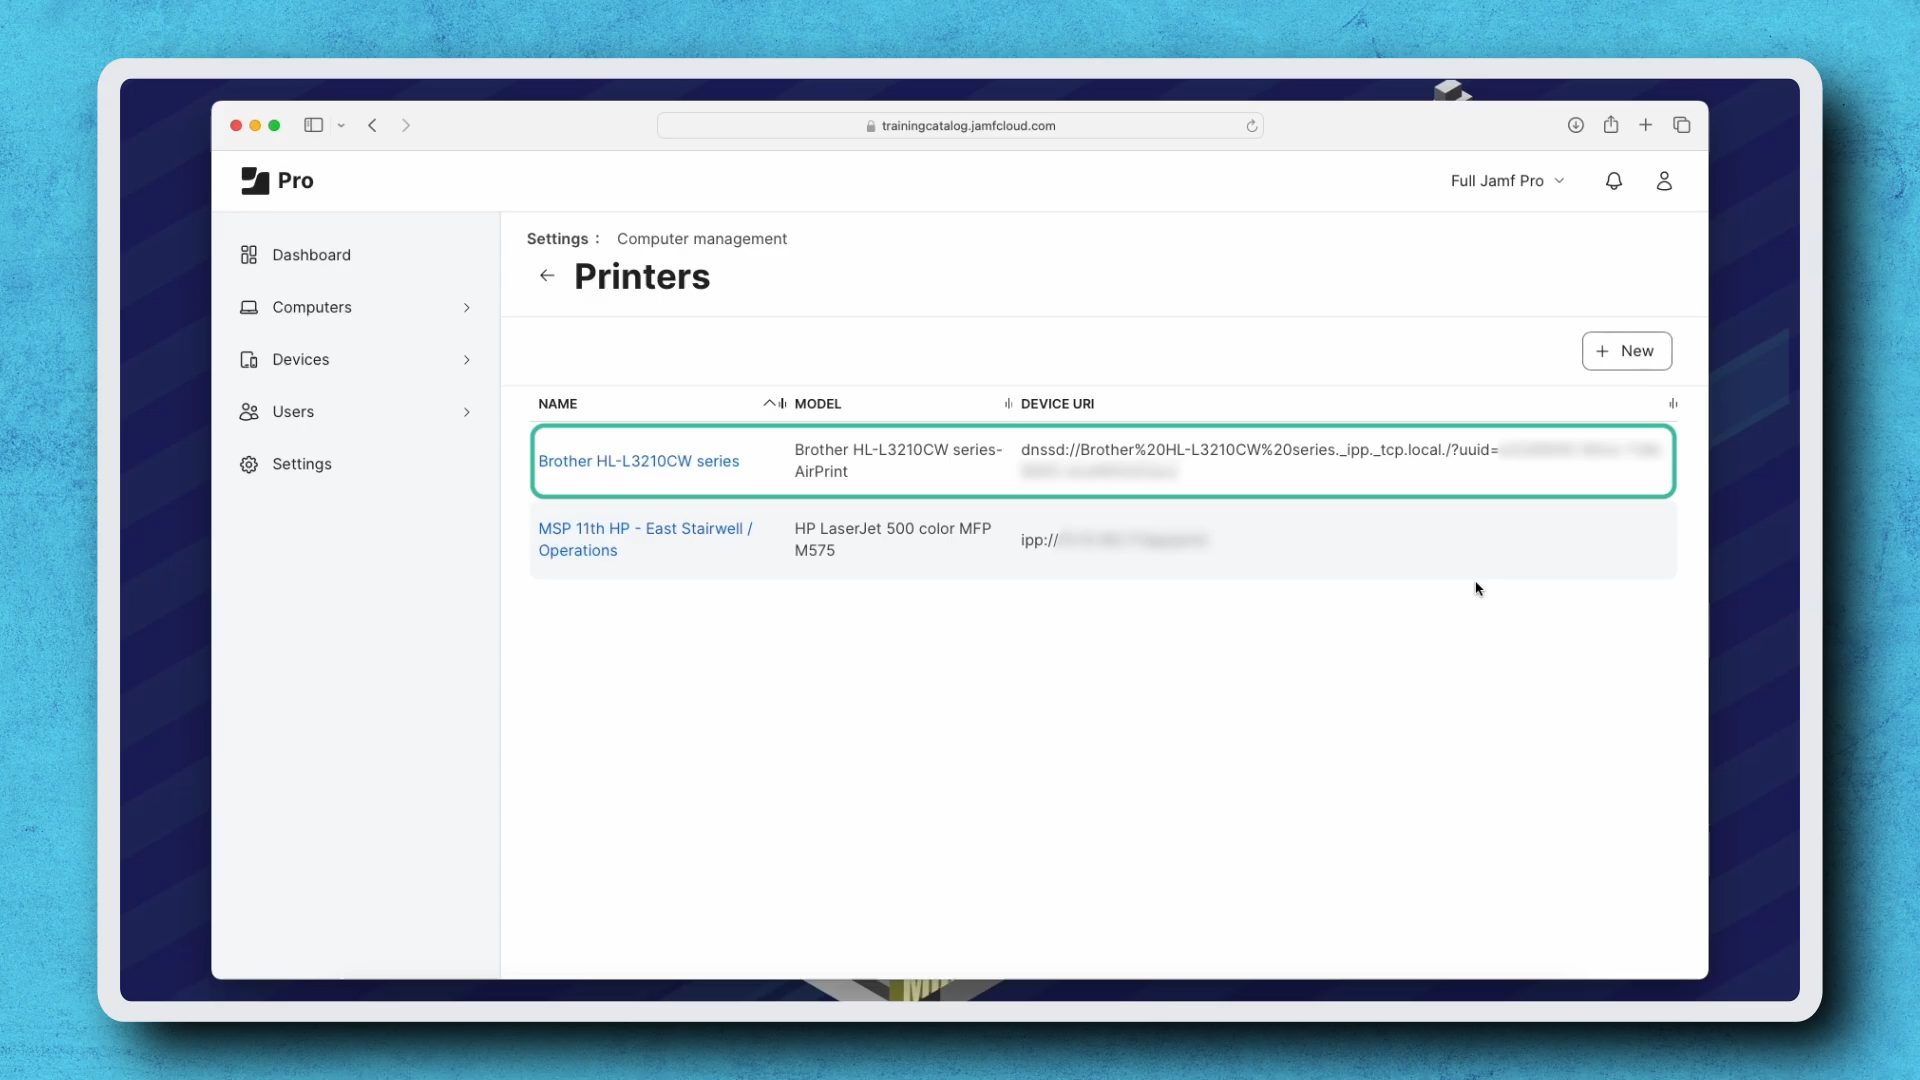 trainingcatalog.jamfcloud.com
Pro
Full Jamf Pro
Dashboard
Computers
Devices
Users
Settings
Settings : Computer management
Printers
New
NAME MODEL DEVICE URI
Brother HL-L3210CW series
Brother HL-L3210CW series-
AirPrint
dnssd://Brother%20HL-L3210CW%20series._ipp._tcp.local./?uuid=
MSP 11th HP - East Stairwell /
Operations
HP LaserJet 500 color MFP
M575
ipp://